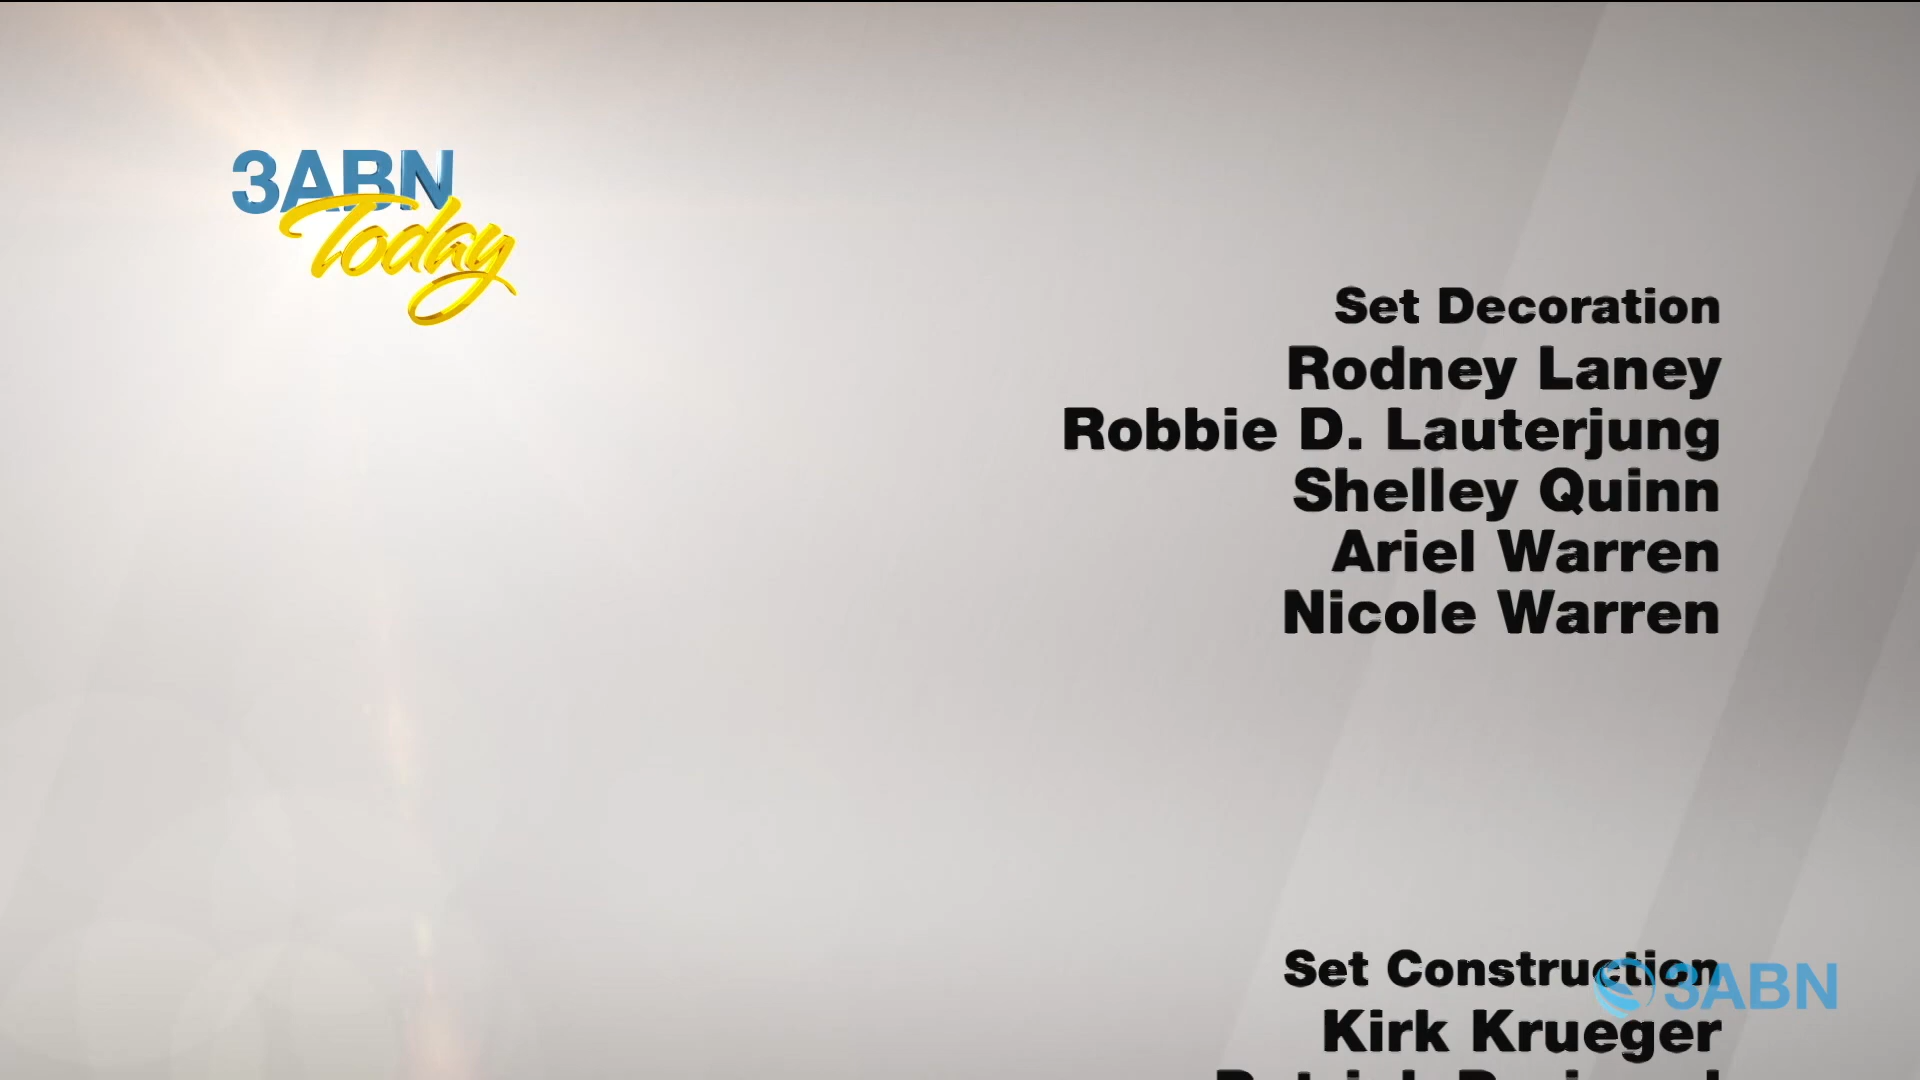 3ABN
Today
Set Decoration
Rodney Laney
Robbie D. Lauterjung
Shelley Quinn
Ariel Warren
Nicole Warren
Set Construction
3ABN
Kirk Krueger